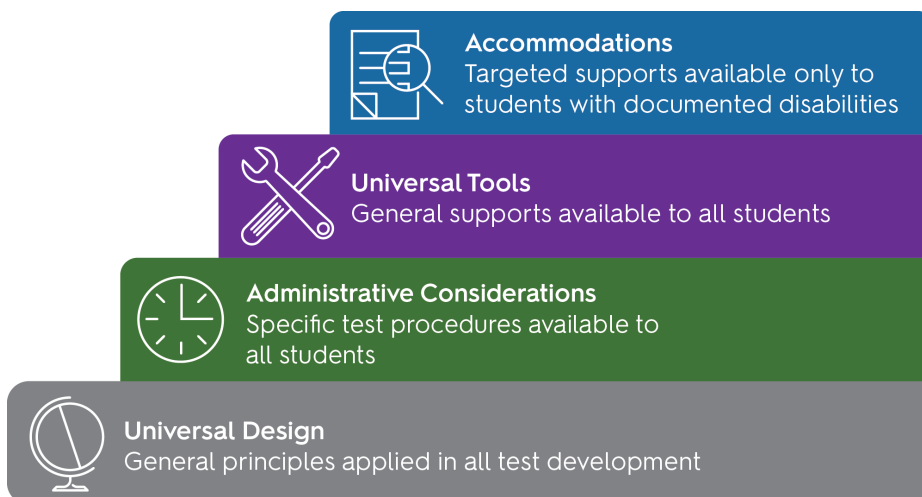 Accommodations
Targeted supports available only to
students with documented disabilities
Universal Tools
General supports available to all students
Administrative Considerations
Specific test procedures available to
all students
Universal Design
General principles applied in all test development